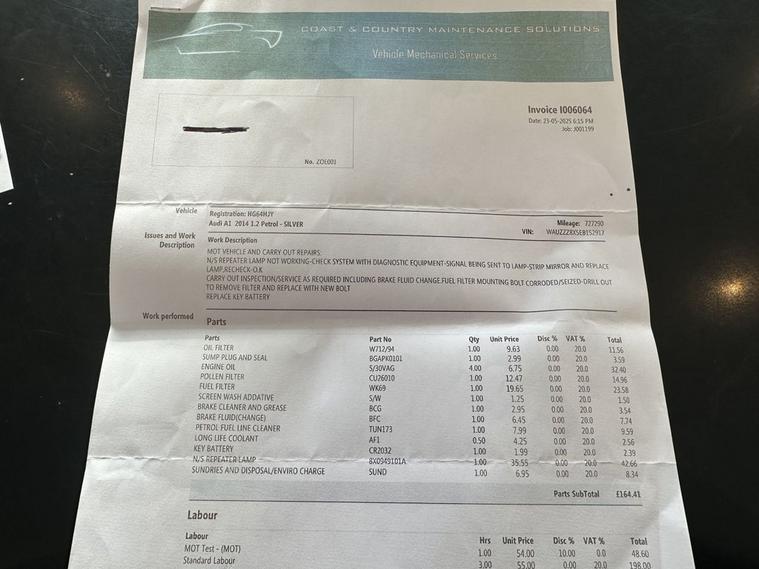 COAST & COUNTRY MAINTENANCE SOLUTIONS
Vehicle Mechanical Services
No. ZOE001
Invoice I006064
Date: 23-05-2025 6:15 PM
Job: J001199
Vehicle
Registration: HG64HJY
Audi A1 2014 1.2 Petrol - SILVER
Mileage: 727290
VIN: WAUZZZ8XSEB152917
Issues and Work Description
Work Description
MOT VEHICLE AND CARRY OUT REPAIRS:
N/S REPEATER LAMP NOT WORKING-CHECK SYSTEM WITH DIAGNOSTIC EQUIPMENT-SIGNAL BEING SENT TO LAMP-STRIP MIRROR AND REPLACE
LAMP,RECHECK-O.K
CARRY OUT INSPECTION/SERVICE AS REQUIRED INCLUDING BRAKE FLUID CHANGE.FUEL FILTER MOUNTING BOLT CORRODED/SEIZED-DRILL OUT
TO REMOVE FILTER AND REPLACE WITH NEW BOLT
REPLACE KEY BATTERY
Work performed
Parts
Parts Part No Qty Unit Price Disc % VAT % Total
OIL FILTER W712/94 1.00 9.63 0.00 20.0 11.56
SUMP PLUG AND SEAL BGAPK0101 1.00 2.99 0.00 20.0 3.59
ENGINE OIL 5/30VAG 4.00 6.75 0.00 20.0 32.40
POLLEN FILTER CU26010 1.00 12.47 0.00 20.0 14.96
FUEL FILTER WK69 1.00 19.65 0.00 20.0 23.58
SCREEN WASH ADDATIVE S/W 1.00 1.25 0.00 20.0 1.50
BRAKE CLEANER AND GREASE BCG 1.00 2.95 0.00 20.0 3.54
BRAKE FLUID(CHANGE) BFC 1.00 6.45 0.00 20.0 7.74
PETROL FUEL LINE CLEANER TUN173 1.00 7.99 0.00 20.0 9.59
LONG LIFE COOLANT AF1 0.50 4.25 0.00 20.0 2.56
KEY BATTERY CR2032 1.00 1.99 0.00 20.0 2.39
N/S REPEATER LAMP 8X0949101A 1.00 35.55 0.00 20.0 42.66
SUNDRIES AND DISPOSAL/ENVIRO CHARGE SUND 1.00 6.95 0.00 20.0 8.34
Parts SubTotal £164.41
Labour
Labour Hrs Unit Price Disc % VAT % Total
MOT Test - (MOT) 1.00 54.00 10.00 0.0 48.60
Standard Labour 3.00 55.00 0.00 20.0 198.00